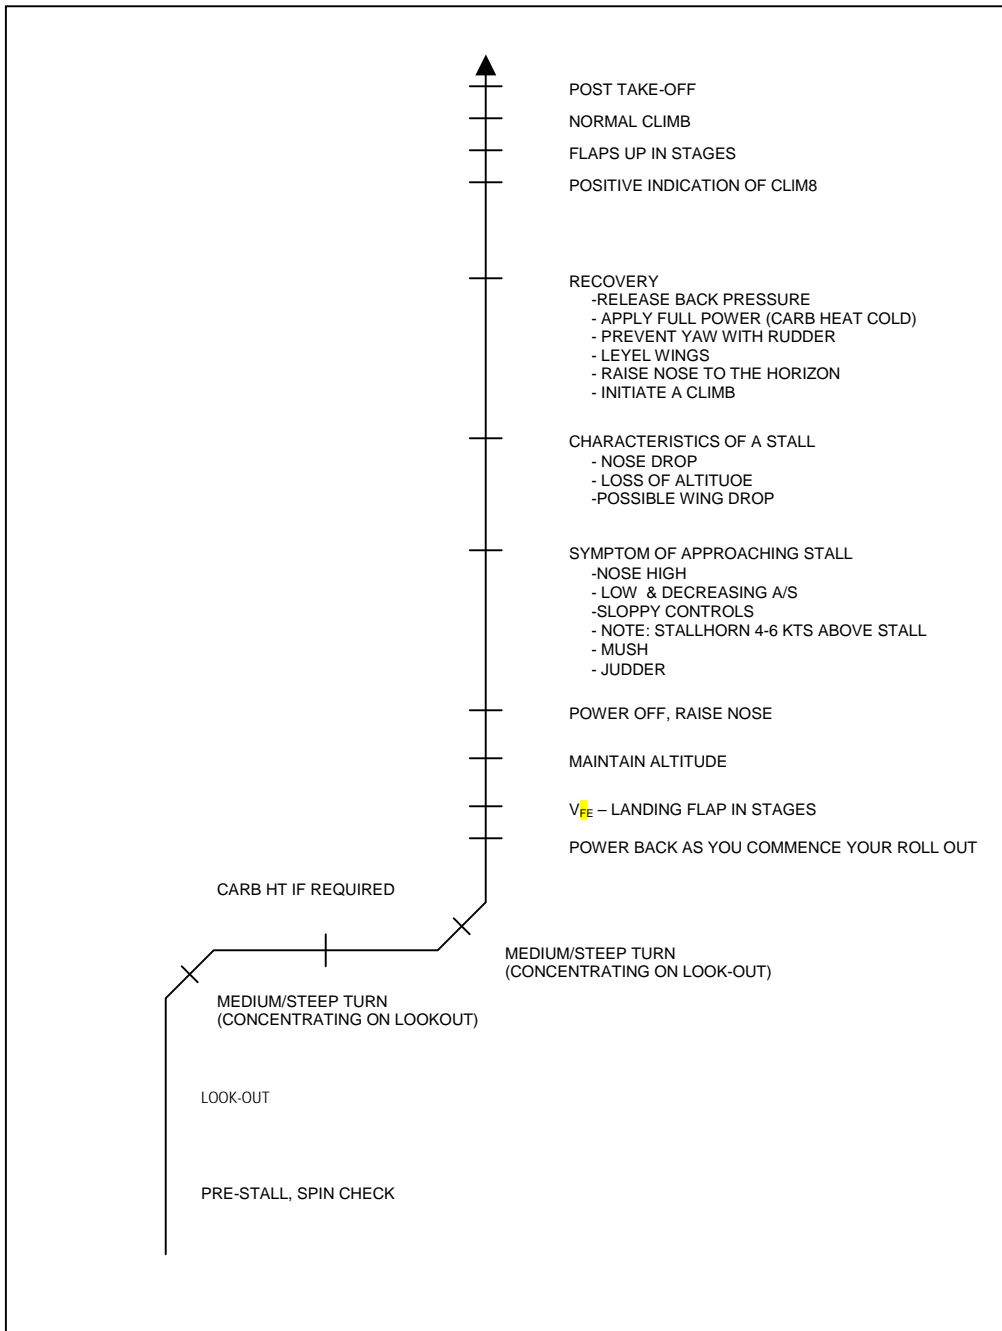 POST TAKE-OFF
NORMAL CLIMB
FLAPS UP IN STAGES
POSITIVE INDICATION OF CLIM8
RECOVERY
-RELEASE BACK PRESSURE
- APPLY FULL POWER (CARB HEAT COLD)
- PREVENT YAW WITH RUDDER
- LEYEL WINGS
- RAISE NOSE TO THE HORIZON
- INITIATE A CLIMB
CHARACTERISTICS OF A STALL
- NOSE DROP
- LOSS OF ALTITUOE
-POSSIBLE WING DROP
SYMPTOM OF APPROACHING STALL
-NOSE HIGH
- LOW & DECREASING A/S
-SLOPPY CONTROLS
- NOTE: STALLHORN 4-6 KTS ABOVE STALL
- MUSH
- JUDDER
POWER OFF, RAISE NOSE
MAINTAIN ALTITUDE
VFE – LANDING FLAP IN STAGES
POWER BACK AS YOU COMMENCE YOUR ROLL OUT
CARB HT IF REQUIRED
MEDIUM/STEEP TURN
(CONCENTRATING ON LOOK-OUT)
MEDIUM/STEEP TURN
(CONCENTRATING ON LOOKOUT)
LOOK-OUT
PRE-STALL, SPIN CHECK